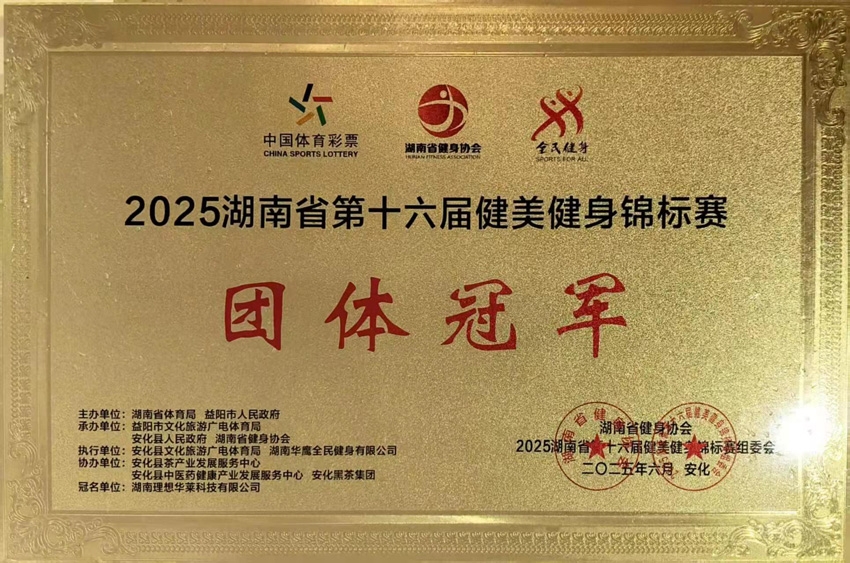 中国体育彩票
CHINA SPORTS LOTTERY
湖南省健身协会
HUNAN FITNESS ASSOCIATION
全民健身
SPORTS FOR ALL
2025湖南省第十六届健美健身锦标赛
团体冠军
主办单位：湖南省体育局 益阳市人民政府
承办单位：益阳市文化旅游广电体育局
安化县人民政府 湖南省健身协会
执行单位：安化县文化旅游广电体育局 湖南华鹰全民健身有限公司
协办单位：安化县茶产业发展服务中心
安化县中医药健康产业发展服务中心 安化黑茶集团
冠名单位：湖南理想华莱科技有限公司
湖南省健身协会
2025湖南省第十六届健美健身锦标赛组委会
二〇二五年六月 安化